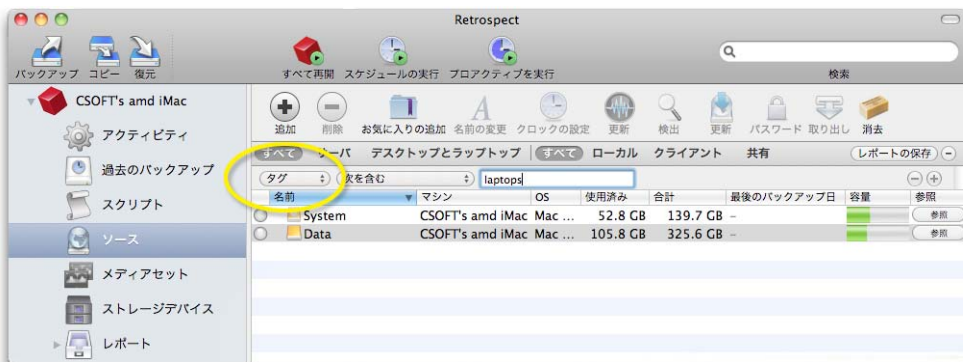 Retrospect
バックアップ コピー 復元 すべて再開 スケジュールの実行 プロアクティブを実行 検索
CSOFT's amd iMac
アクティビティ
過去のバックアップ
スクリプト
ソース
メディアセット
ストレージデバイス
レポート
追加 削除 お気に入りの追加 名前の変更 クロックの設定 更新 検出 更新 パスワード 取り出し 消去
すべて サーバ デスクトップとラップトップ すべて ローカル クライアント 共有 レポートの保存
タグ 次を含む laptops
名前 マシン OS 使用済み 合計 最後のバックアップ日 容量 参照
System CSOFT's amd iMac Mac ... 52.8 GB 139.7 GB – 参照
Data CSOFT's amd iMac Mac ... 105.8 GB 325.6 GB – 参照